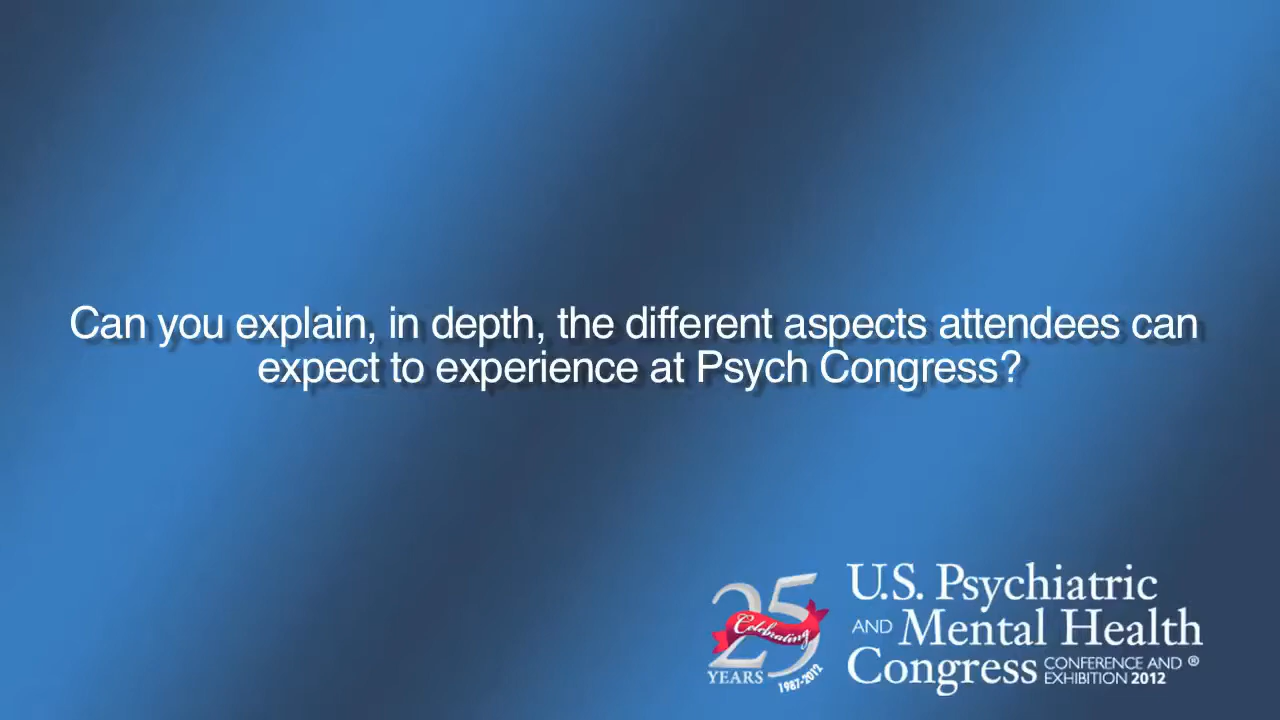 Can you explain, in depth, the different aspects attendees can
expect to experience at Psych Congress?
25
Celebrating
YEARS
1987-2012
U.S. Psychiatric
AND Mental Health
Congress CONFERENCE AND ®
EXHIBITION 2012